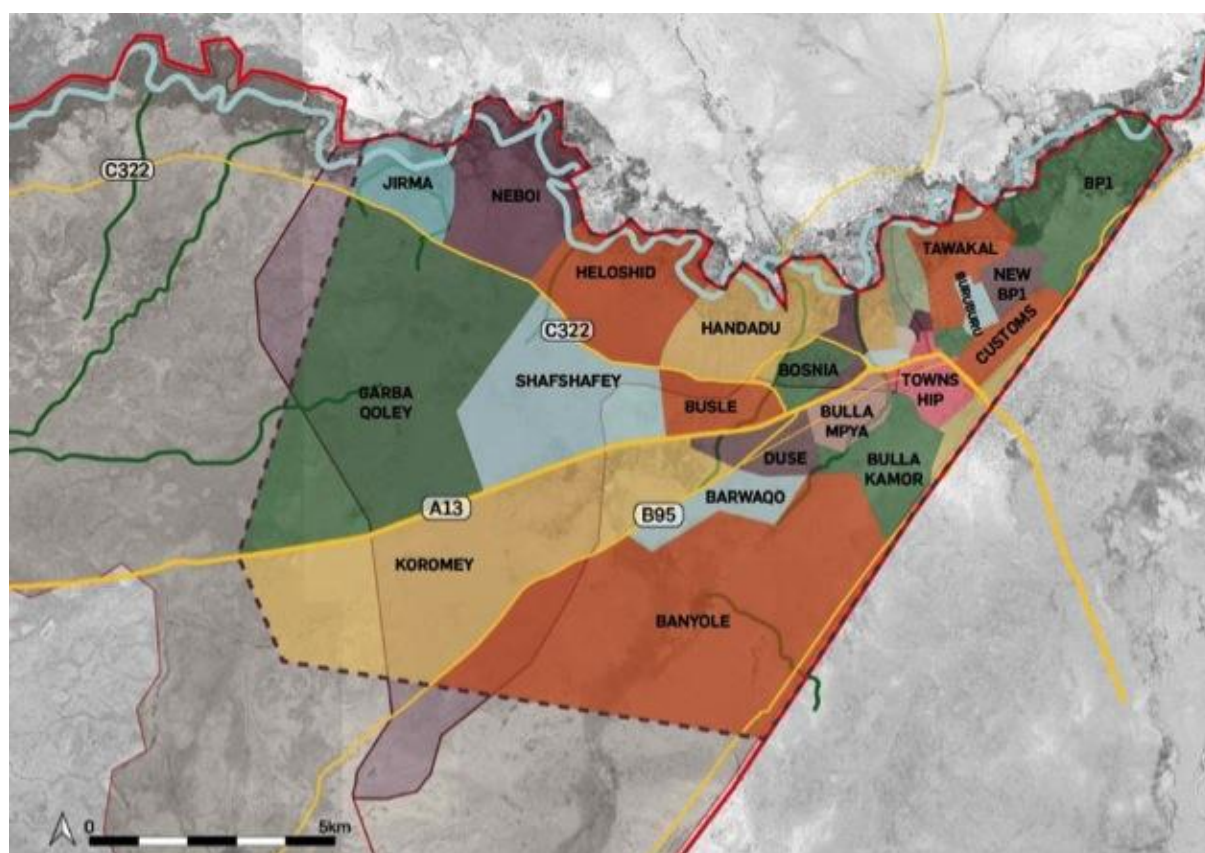 C322
JIRMA
NEBOI
BP1
TAWAKAL
HELOSHID
NEW
BP1
BURUBURU
C322
HANDADU
CUSTOMS
SHAFSHAFEY
BOSNIA
TOWNS
HIP
GARBA
QOLEY
BUSLE
BULLA
MPYA
DUSE
BULLA
KAMOR
BARWAQO
A13
B95
KOROMEY
BANYOLE
0
5km